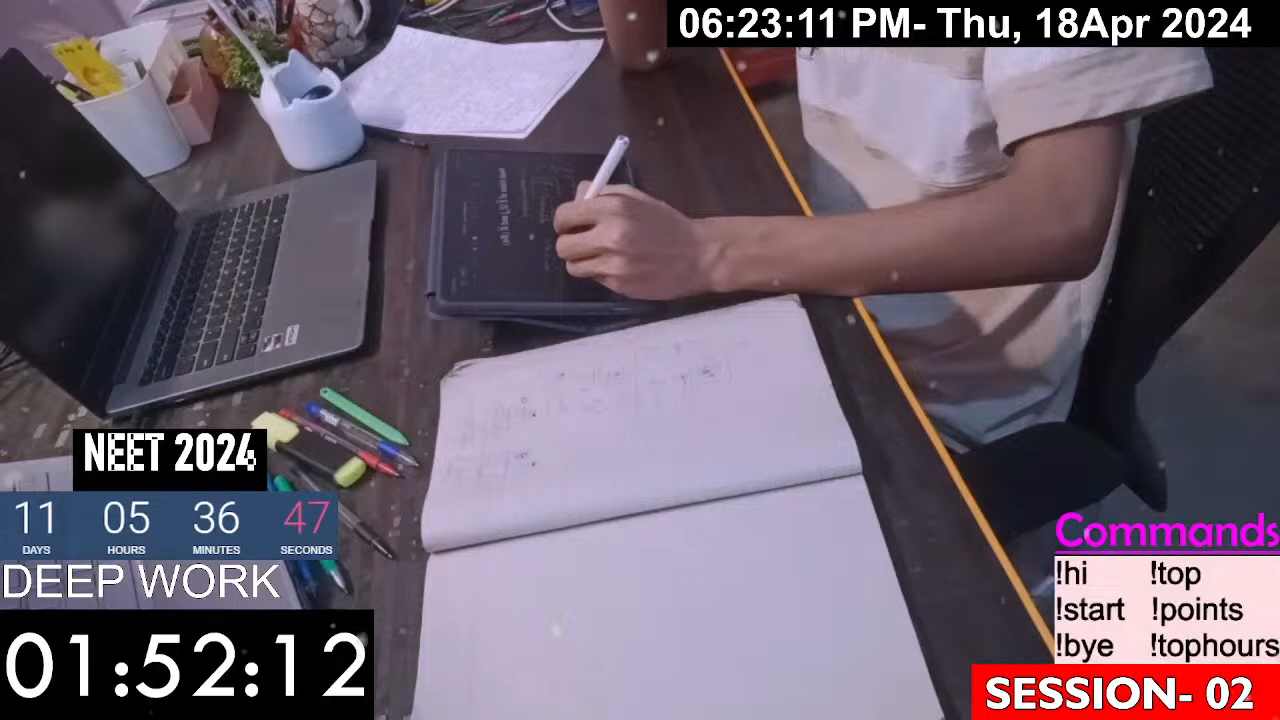 06:23:11 PM- Thu, 18Apr 2024
NEET 2024
11 05 36 47
DAYS HOURS MINUTES SECONDS
DEEP WORK
01:52:12
Commands
!hi !top
!start !points
!bye !tophours
SESSION- 02